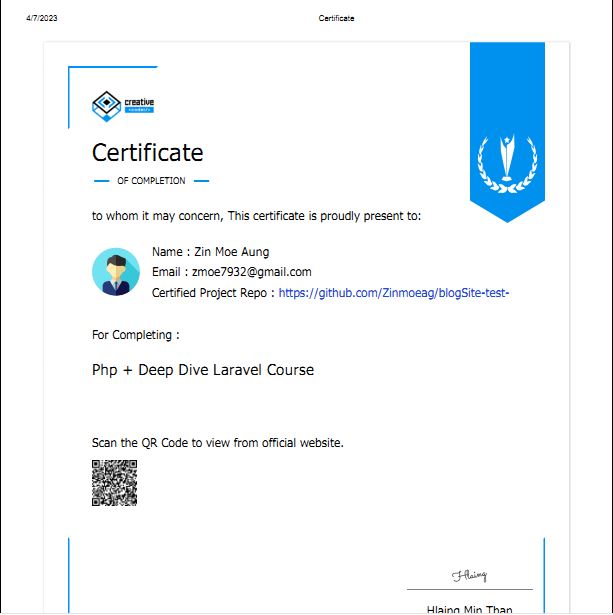 4/7/2023
Certificate
creative
Certificate
OF COMPLETION
to whom it may concern, This certificate is proudly present to:
Name : Zin Moe Aung
Email : zmoe7932@gmail.com
Certified Project Repo : https://github.com/Zinmoeag/blogSite-test-
For Completing :
Php + Deep Dive Laravel Course
Scan the QR Code to view from official website.
Hlaing
Hlaing Min Than